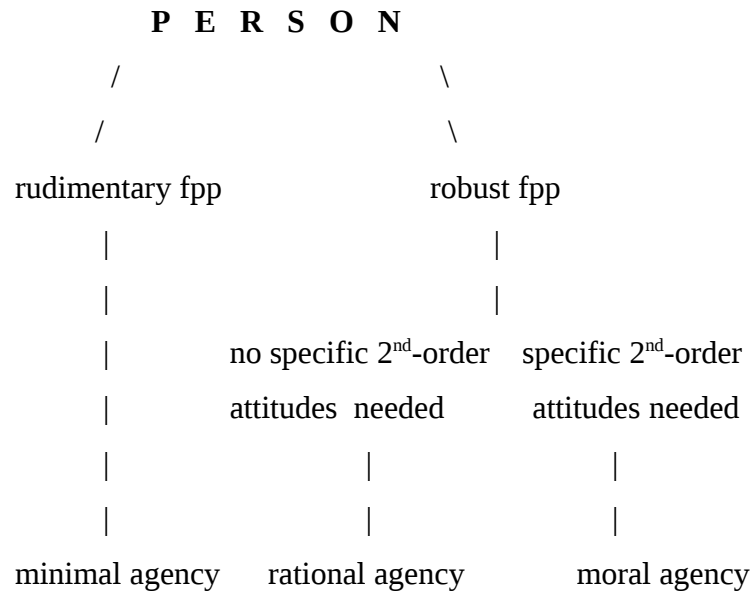 P E R S O N
/ \
/ \
rudimentary fpp robust fpp
| |
| |
| no specific 2nd-order specific 2nd-order
| attitudes needed attitudes needed
| | |
| | |
minimal agency rational agency moral agency